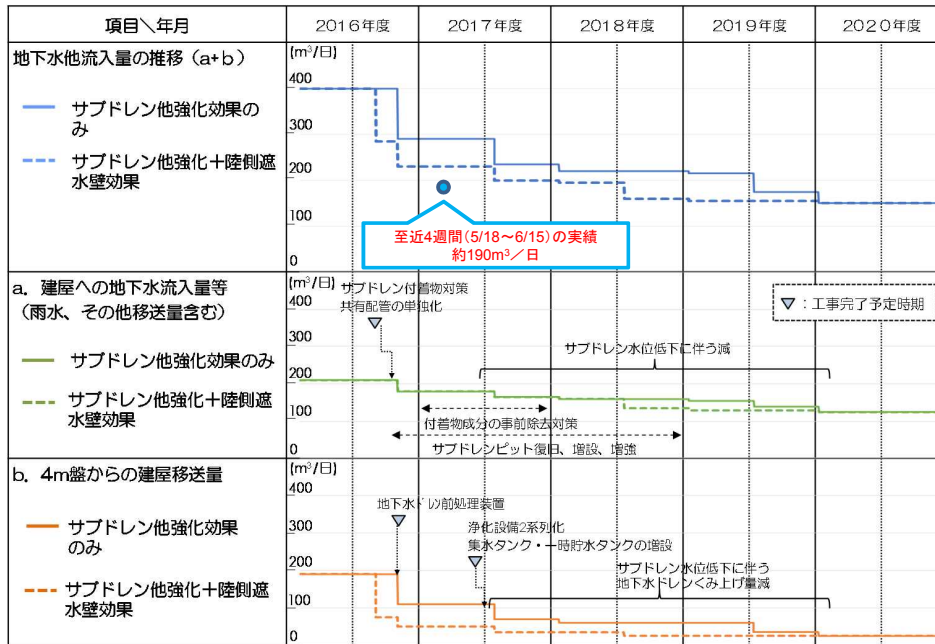 項目＼年月
2016年度
2017年度
2018年度
2019年度
2020年度
地下水他流入量の推移（a+b）
サブドレン他強化効果の
み
サブドレン他強化＋陸側遮
水壁効果
(m³/日)
400
300
200
100
0
至近4週間（5/18～6/15）の実績
約190m³／日
a．建屋への地下水流入量等
（雨水、その他移送量含む）
サブドレン他強化効果のみ
サブドレン他強化＋陸側遮
水壁効果
(m³/日)
400
300
200
100
0
サブドレン付着物対策
共有配管の単独化
▽：工事完了予定時期
サブドレン水位低下に伴う減
付着物成分の事前除去対策
サブドレンピット復旧、増設、増強
b．4m盤からの建屋移送量
サブドレン他強化効果
のみ
サブドレン他強化＋陸側遮
水壁効果
(m³/日)
400
300
200
100
0
地下水ドレン前処理装置
浄化設備2系列化
集水タンク・一時貯水タンクの増設
サブドレン水位低下に伴う
地下水ドレンくみ上げ量減